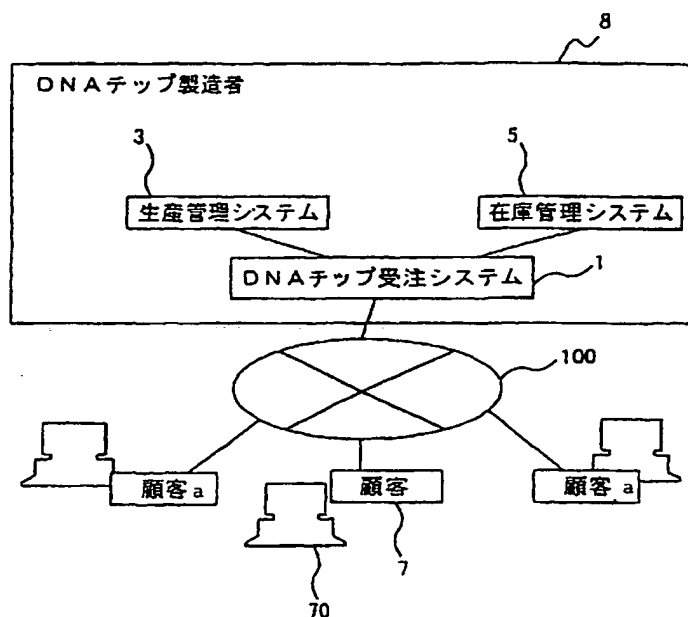 8
DNAチップ製造者
3
5
生産管理システム
在庫管理システム
DNAチップ受注システム
1
100
顧客a
顧客
顧客a
7
70